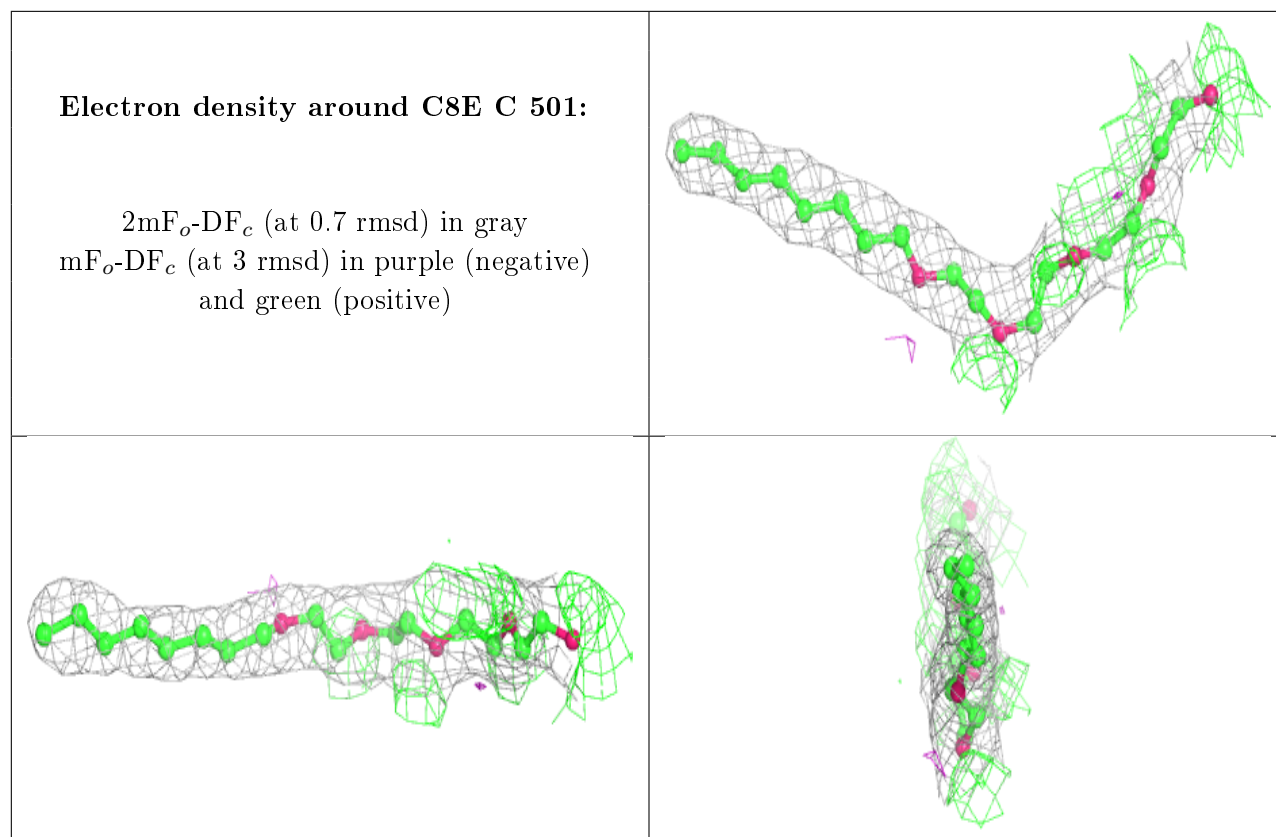 Electron density around C8E C 501:
2mFₒ-DF𝒸 (at 0.7 rmsd) in gray
mFₒ-DF𝒸 (at 3 rmsd) in purple (negative)
and green (positive)